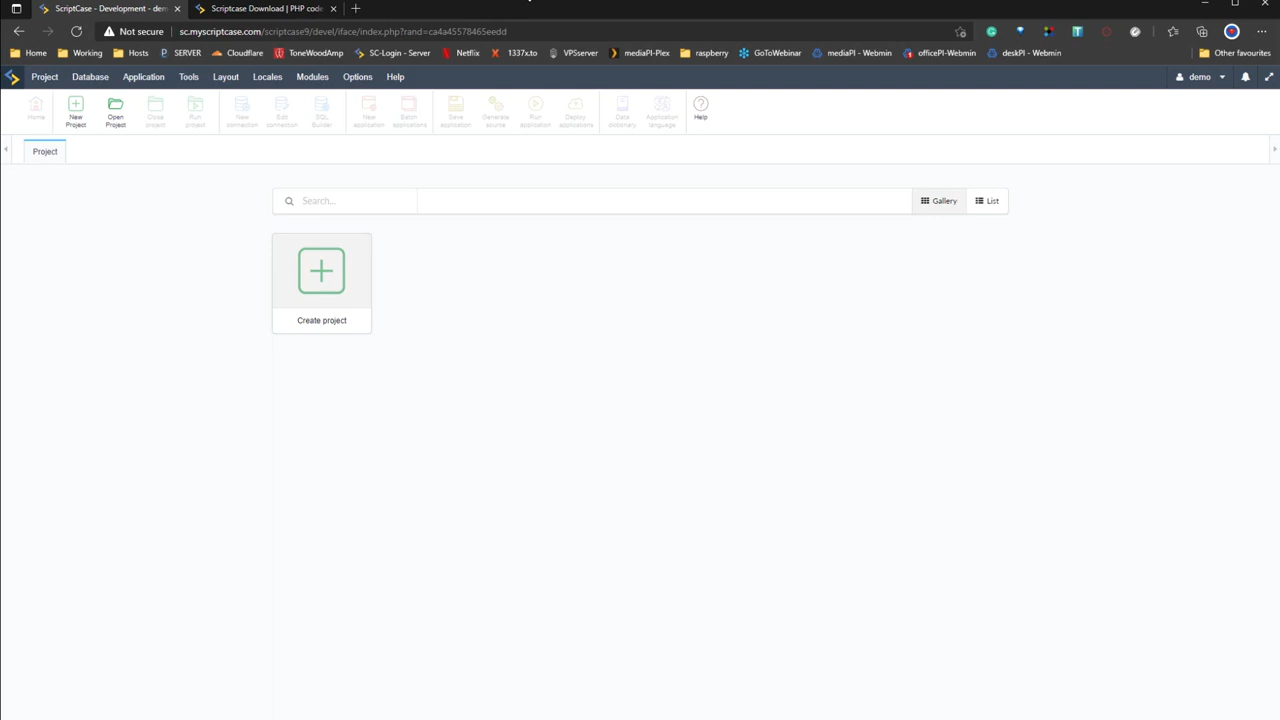 ScriptCase - Development - dem
Scriptcase Download | PHP code
Not secure
sc.myscriptcase.com/scriptcase9/devel/iface/index.php?rand=ca4a45578465eedd
Home Working Hosts SERVER Cloudflare ToneWoodAmp SC-Login - Server Netflix 1337x.to VPServer mediaPI-Plex raspberry GoToWebinar mediaPI - Webmin officePI-Webmin deskPI - Webmin Other favourites
Project Database Application Tools Layout Locales Modules Options Help demo
Home
New Project
Open Project
Close project
Run project
New connection
Edit connection
SQL Builder
New application
Batch applications
Save application
Generate source
Run application
Deploy applications
Data dictionary
Application language
Help
Project
Search... Gallery List
Create project